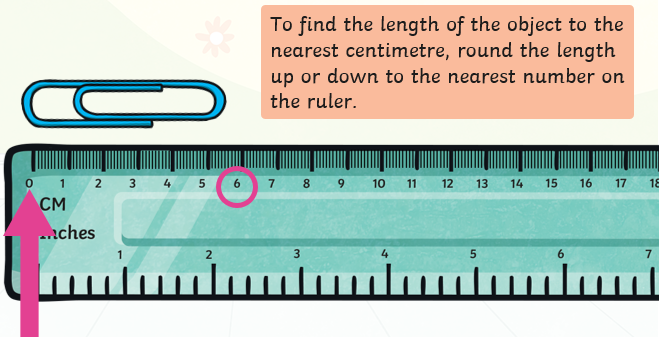 To find the length of the object to the
nearest centimetre, round the length
up or down to the nearest number on
the ruler.
0 1 2 3 4 5 6 7 8 9 10 11 12 13 14 15 16 17 18
CM
Inches
1 2 3 4 5 6 7